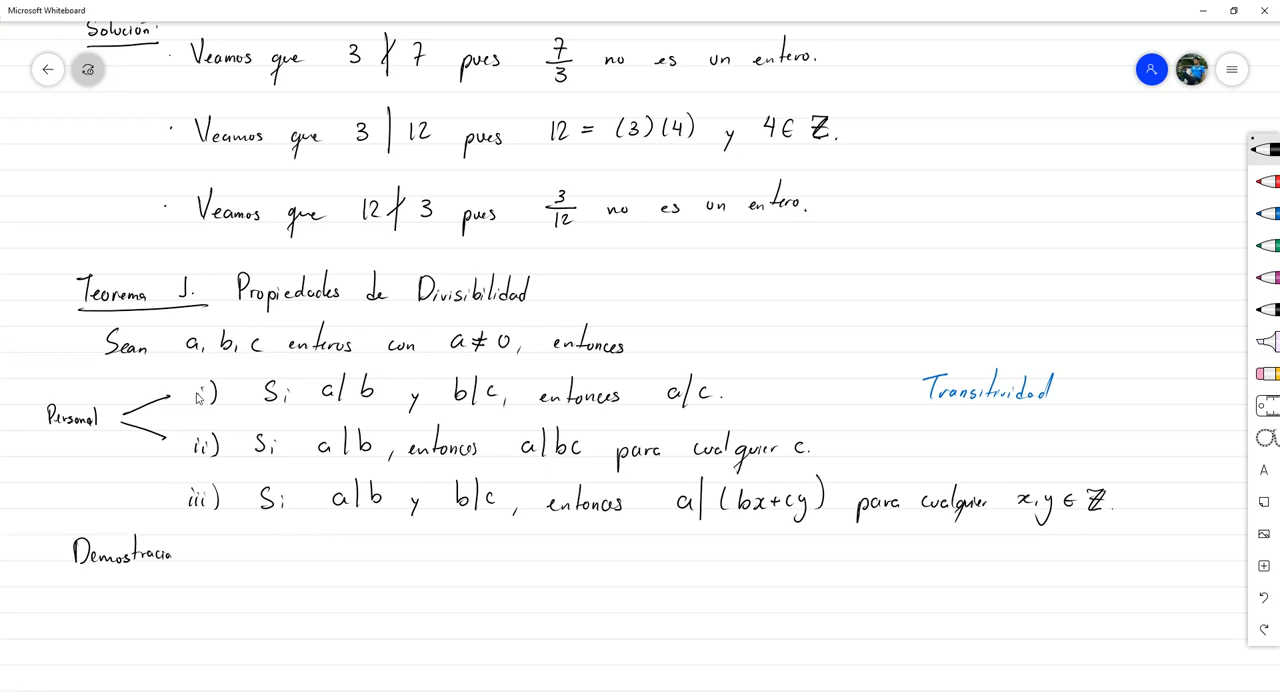 Microsoft Whiteboard
Solución:
· Veamos que 3 ∤ 7 pues 7/3 no es un entero.
· Veamos que 3 | 12 pues 12 = (3)(4) y 4 ∈ ℤ.
· Veamos que 12 ∤ 3 pues 3/12 no es un entero.
Teorema 1. Propiedades de Divisibilidad
Sean a, b, c enteros con a ≠ 0, entonces
i) Si a|b y b|c, entonces a|c. Transitividad
Personal
ii) Si a|b, entonces a|bc para cualquier c.
iii) Si a|b y b|c, entonces a|(bx+cy) para cualquier x,y ∈ ℤ.
Demostracia
A